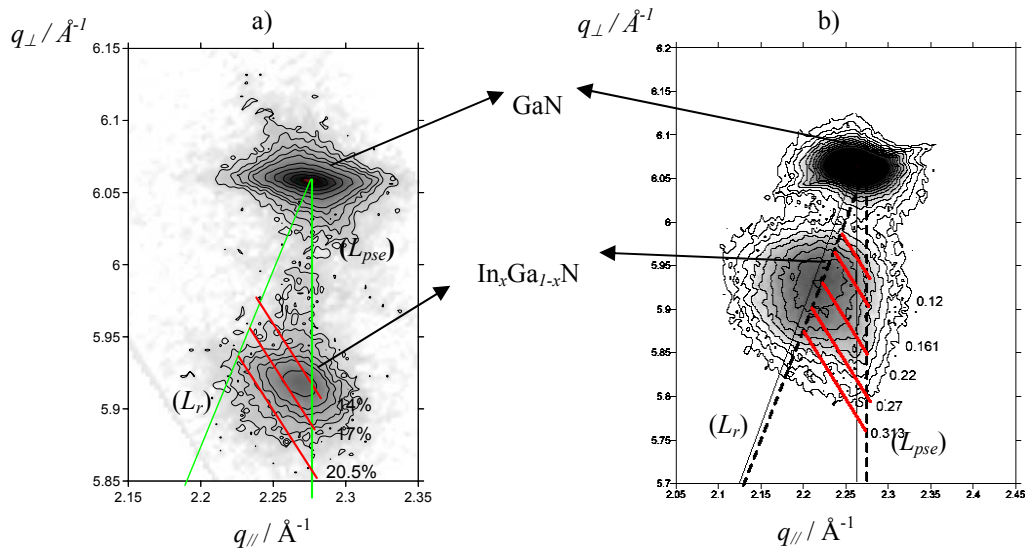 a)
q⊥ / Å⁻¹
6.15
6.1
6.05
6
5.95
5.9
5.85
2.15 2.2 2.25 2.3 2.35
q// / Å⁻¹
(Lpse)
(Lr)
14%
17%
20.5%
GaN
InxGa1-xN
b)
q⊥ / Å⁻¹
6.2
6.15
6.1
6.05
6
5.95
5.9
5.85
5.8
5.75
5.7
2.05 2.1 2.15 2.2 2.25 2.3 2.35 2.4 2.45
q// / Å⁻¹
0.12
0.161
0.22
0.27
0.313
(Lr)
(Lpse)